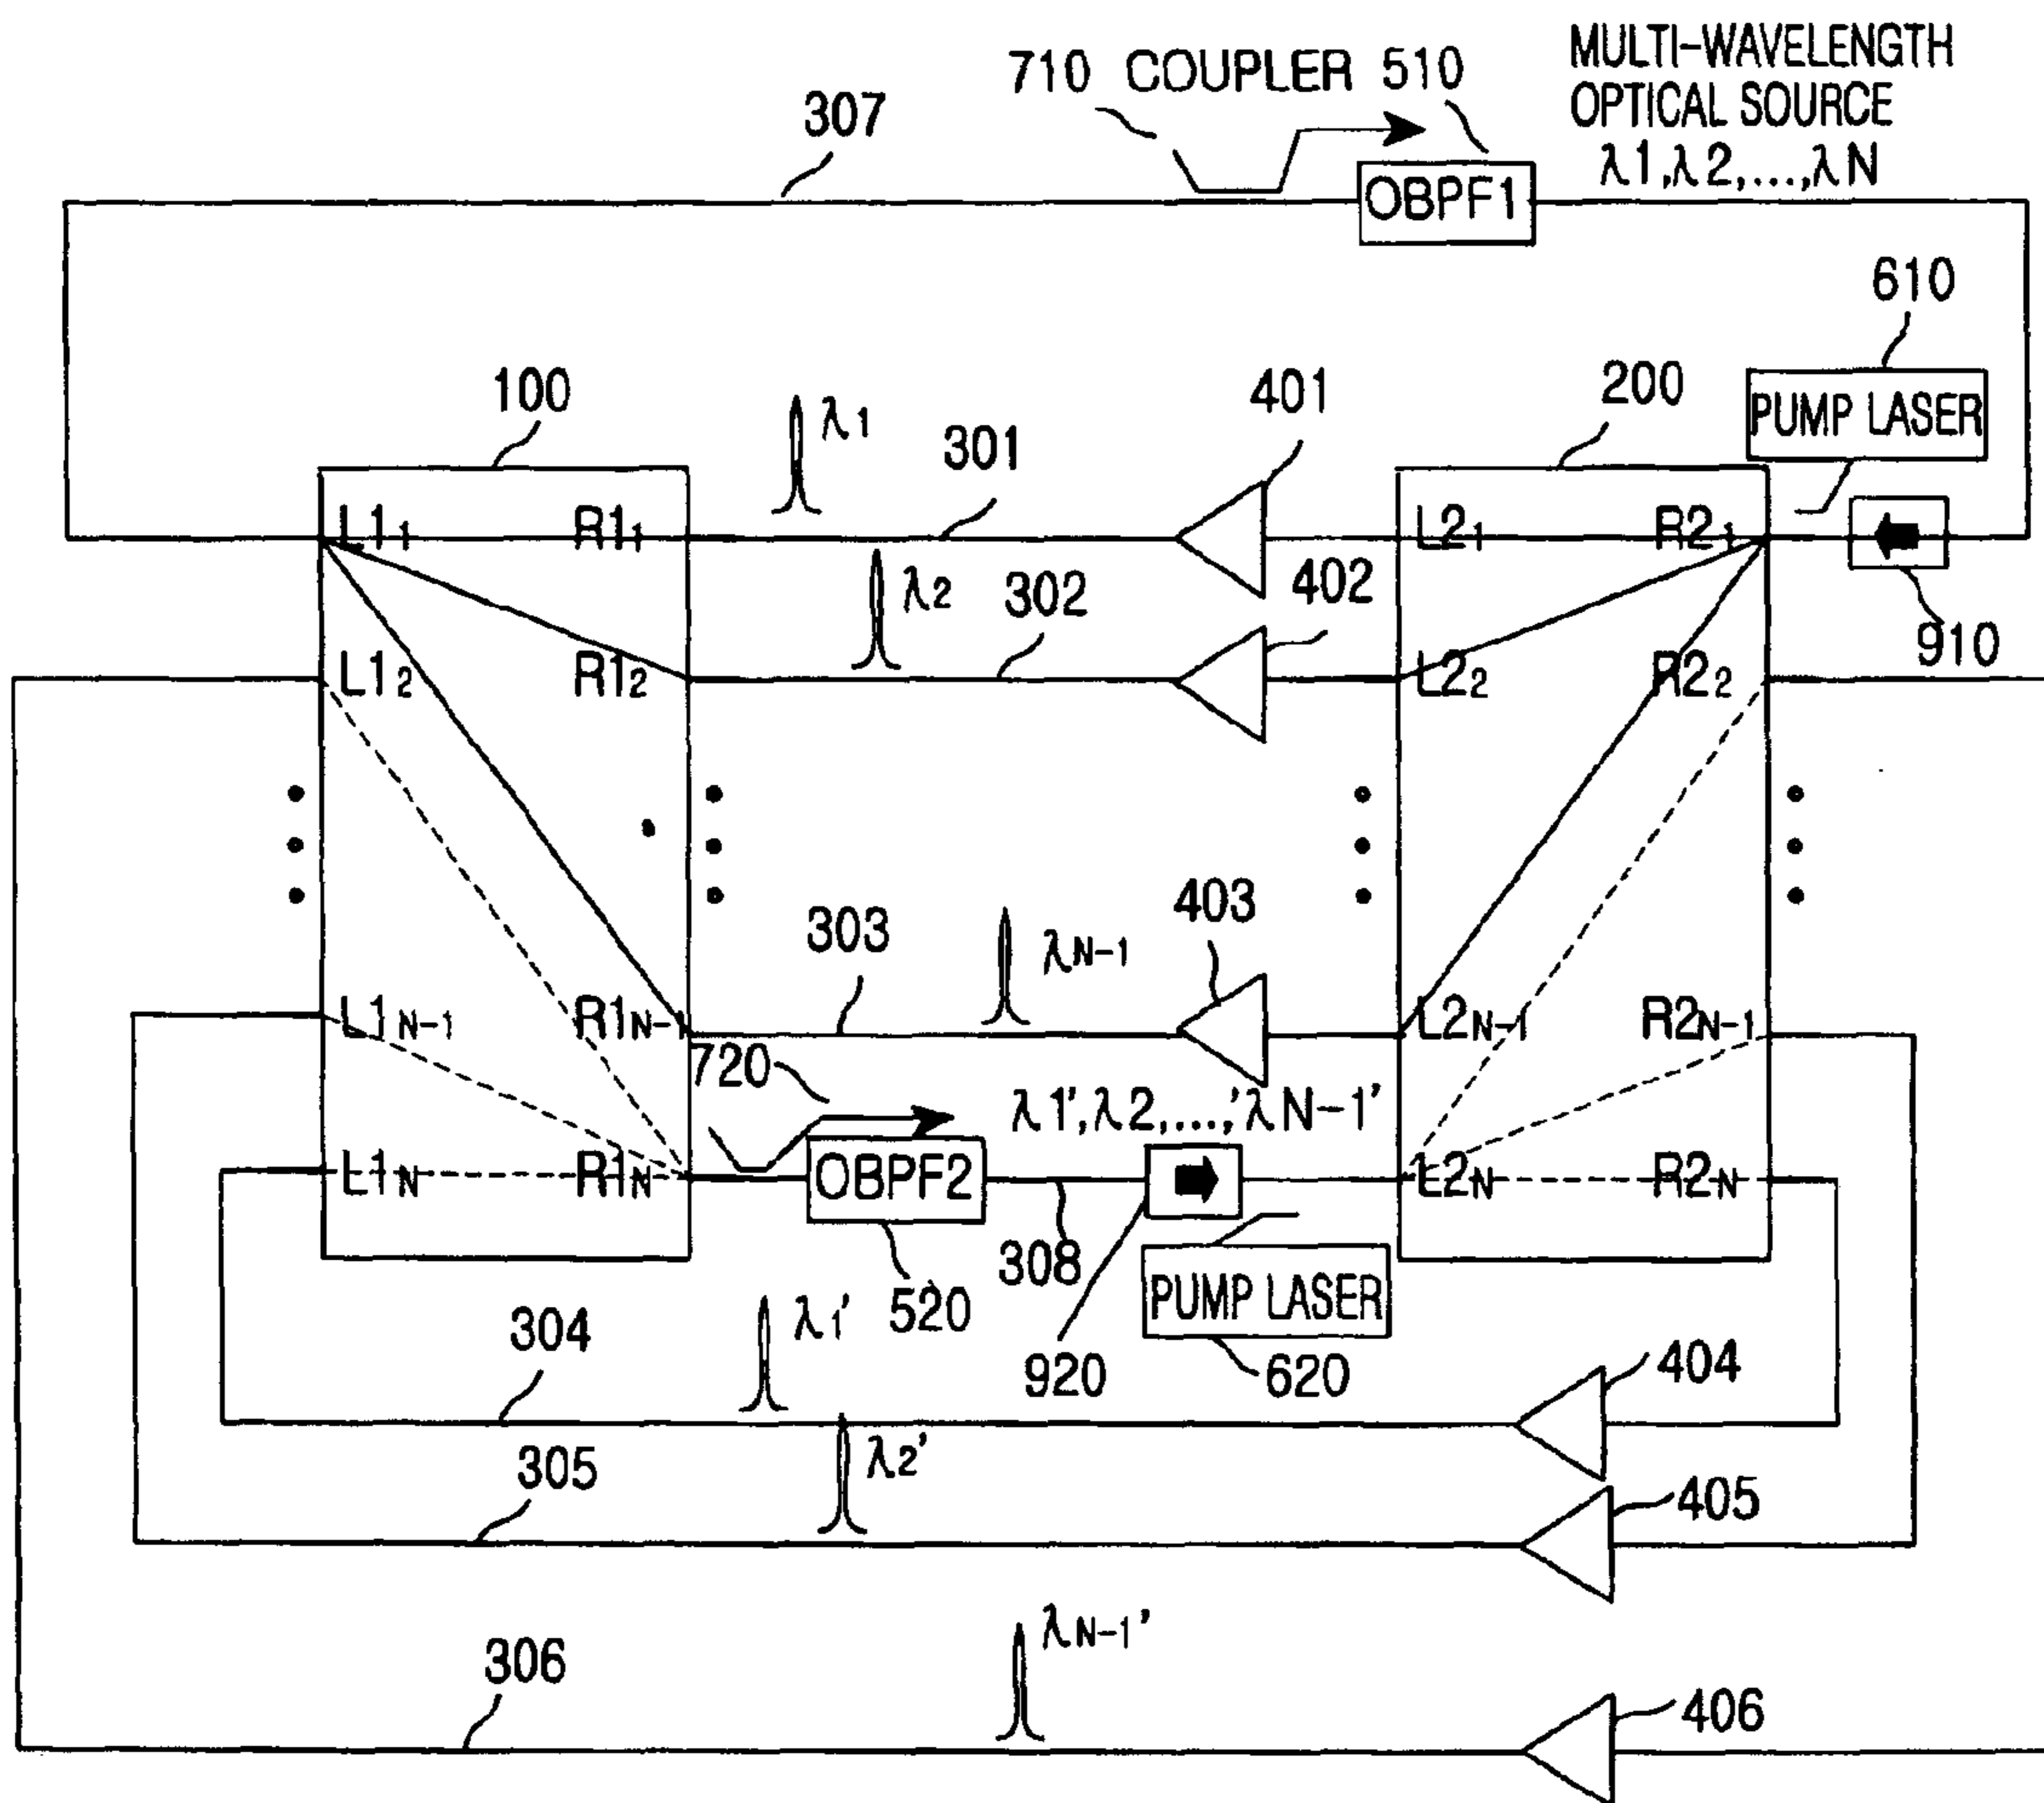 MULTI-WAVELENGTH
710 COUPLER 510
OPTICAL SOURCE
307
λ1,λ2,...,λN
OBPF1
610
100
λ1
301
401
200
PUMP LASER
L11
R11
L21
R21
λ2
302
402
910
L12
R12
L22
R22
303
λN-1
403
L1N-1
R1N-1
L2N-1
R2N-1
720
λ1',λ2,...,'λN-1'
L1N
R1N
OBPF2
L2N
R2N
308
520
PUMP LASER
304
λ1'
920
620
404
305
λ2'
405
306
λN-1'
406